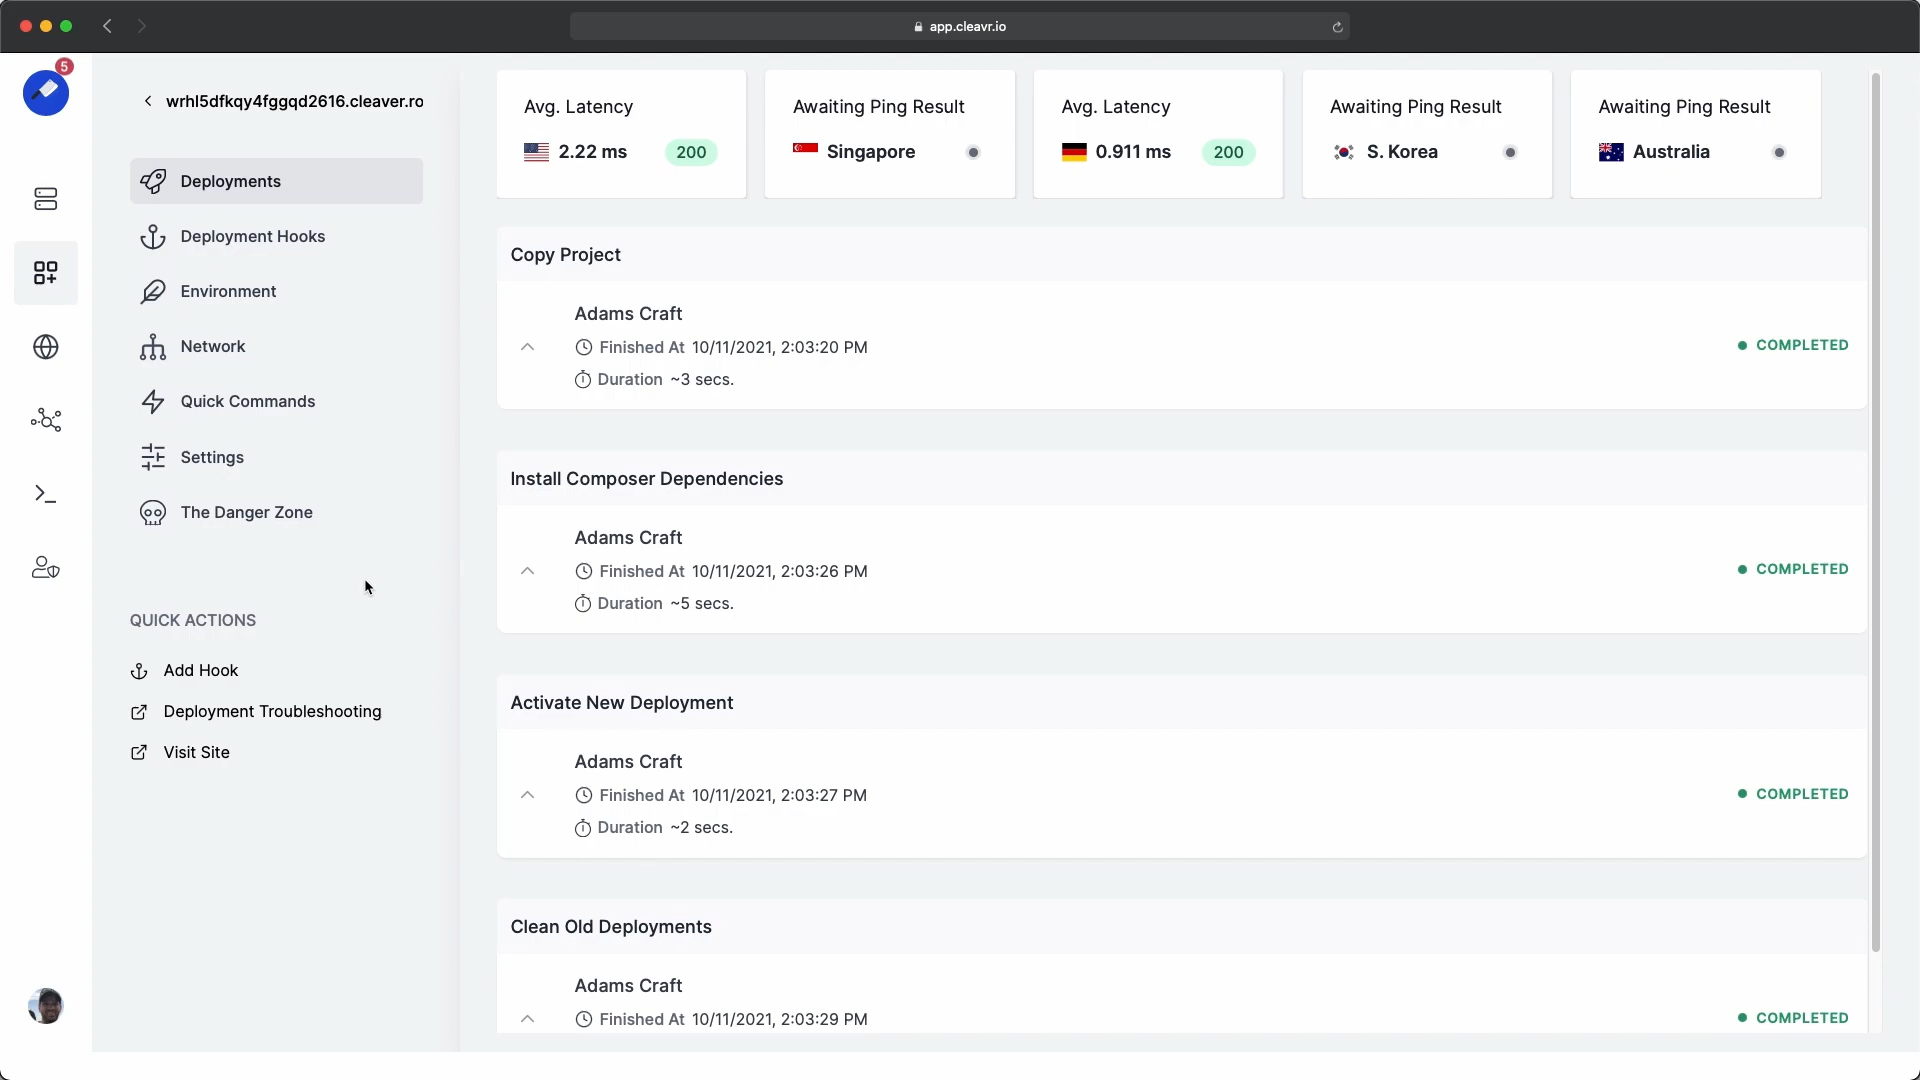 app.cleavr.io
5
wrhl5dfkqy4fggqd2616.cleaver.ro
Deployments
Deployment Hooks
Environment
Network
Quick Commands
Settings
The Danger Zone
QUICK ACTIONS
Add Hook
Deployment Troubleshooting
Visit Site
Avg. Latency
2.22 ms 200
Awaiting Ping Result
Singapore
Avg. Latency
0.911 ms 200
Awaiting Ping Result
S. Korea
Awaiting Ping Result
Australia
Copy Project
Adams Craft
Finished At 10/11/2021, 2:03:20 PM
Duration ~3 secs.
COMPLETED
Install Composer Dependencies
Adams Craft
Finished At 10/11/2021, 2:03:26 PM
Duration ~5 secs.
COMPLETED
Activate New Deployment
Adams Craft
Finished At 10/11/2021, 2:03:27 PM
Duration ~2 secs.
COMPLETED
Clean Old Deployments
Adams Craft
Finished At 10/11/2021, 2:03:29 PM
COMPLETED